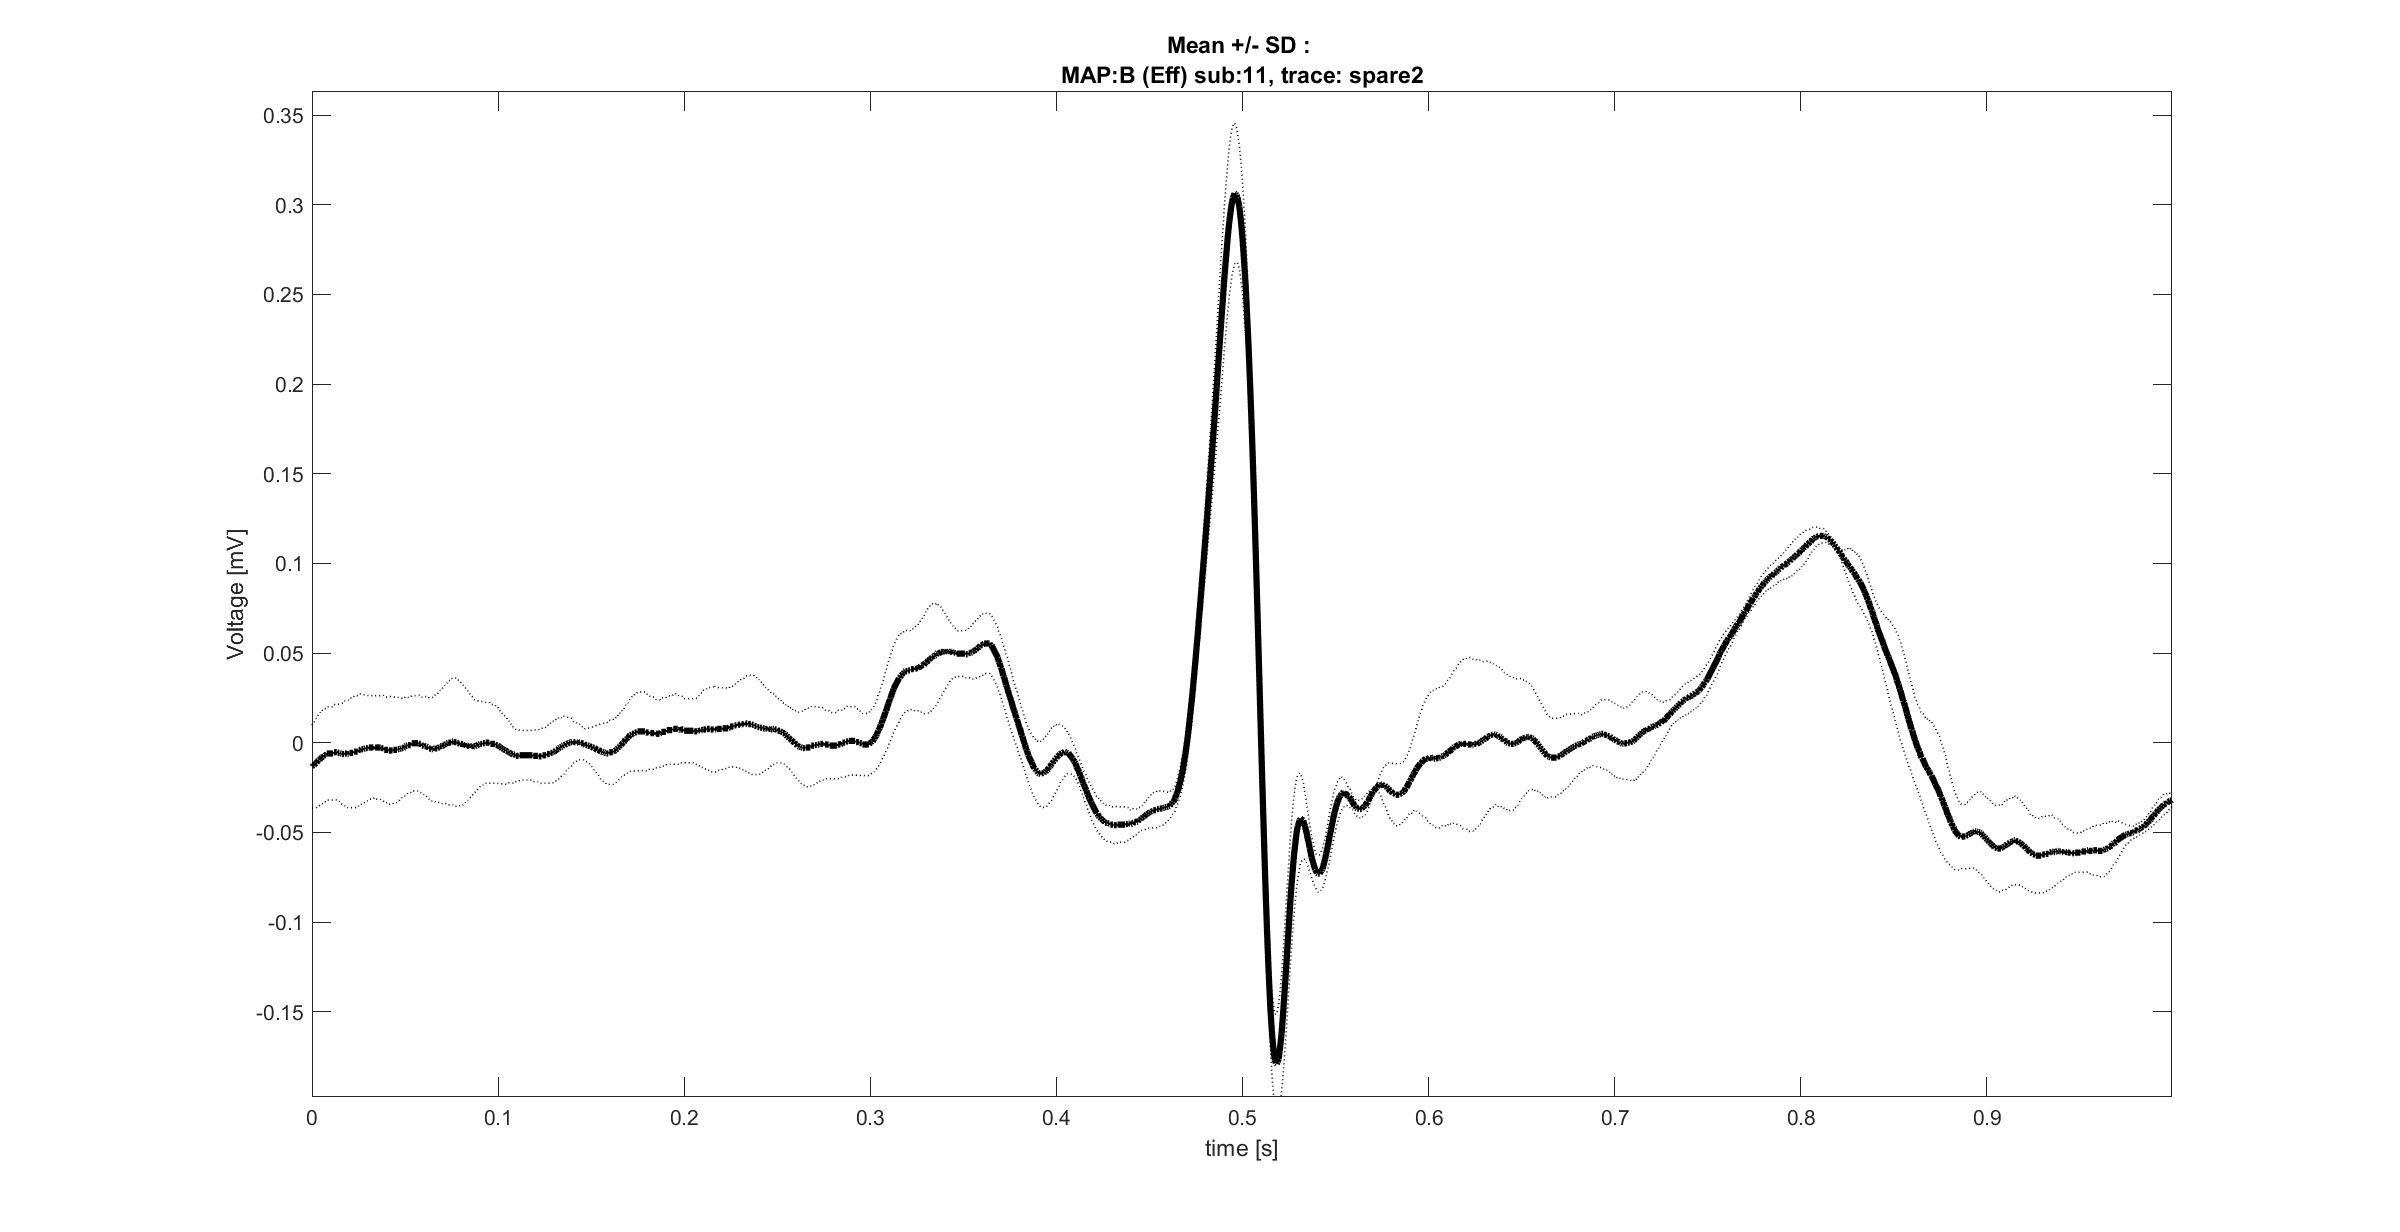 Mean +/- SD :
MAP:B (Eff) sub:11, trace: spare2
0.35
0.3
0.25
0.2
0.15
0.1
0.05
0
-0.05
-0.1
-0.15
Voltage [mV]
0 0.1 0.2 0.3 0.4 0.5 0.6 0.7 0.8 0.9
time [s]